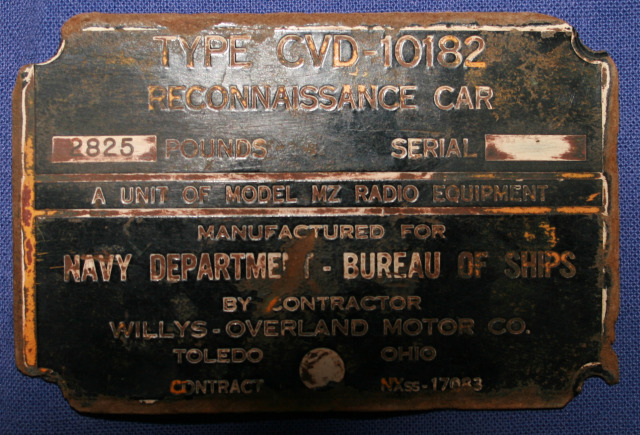 TYPE CVD-10182
RECONNAISSANCE CAR
2825 POUNDS SERIAL
A UNIT OF MODEL MZ RADIO EQUIPMENT
MANUFACTURED FOR
NAVY DEPARTMENT - BUREAU OF SHIPS
BY CONTRACTOR
WILLYS-OVERLAND MOTOR CO.
TOLEDO OHIO
CONTRACT NXss-17083